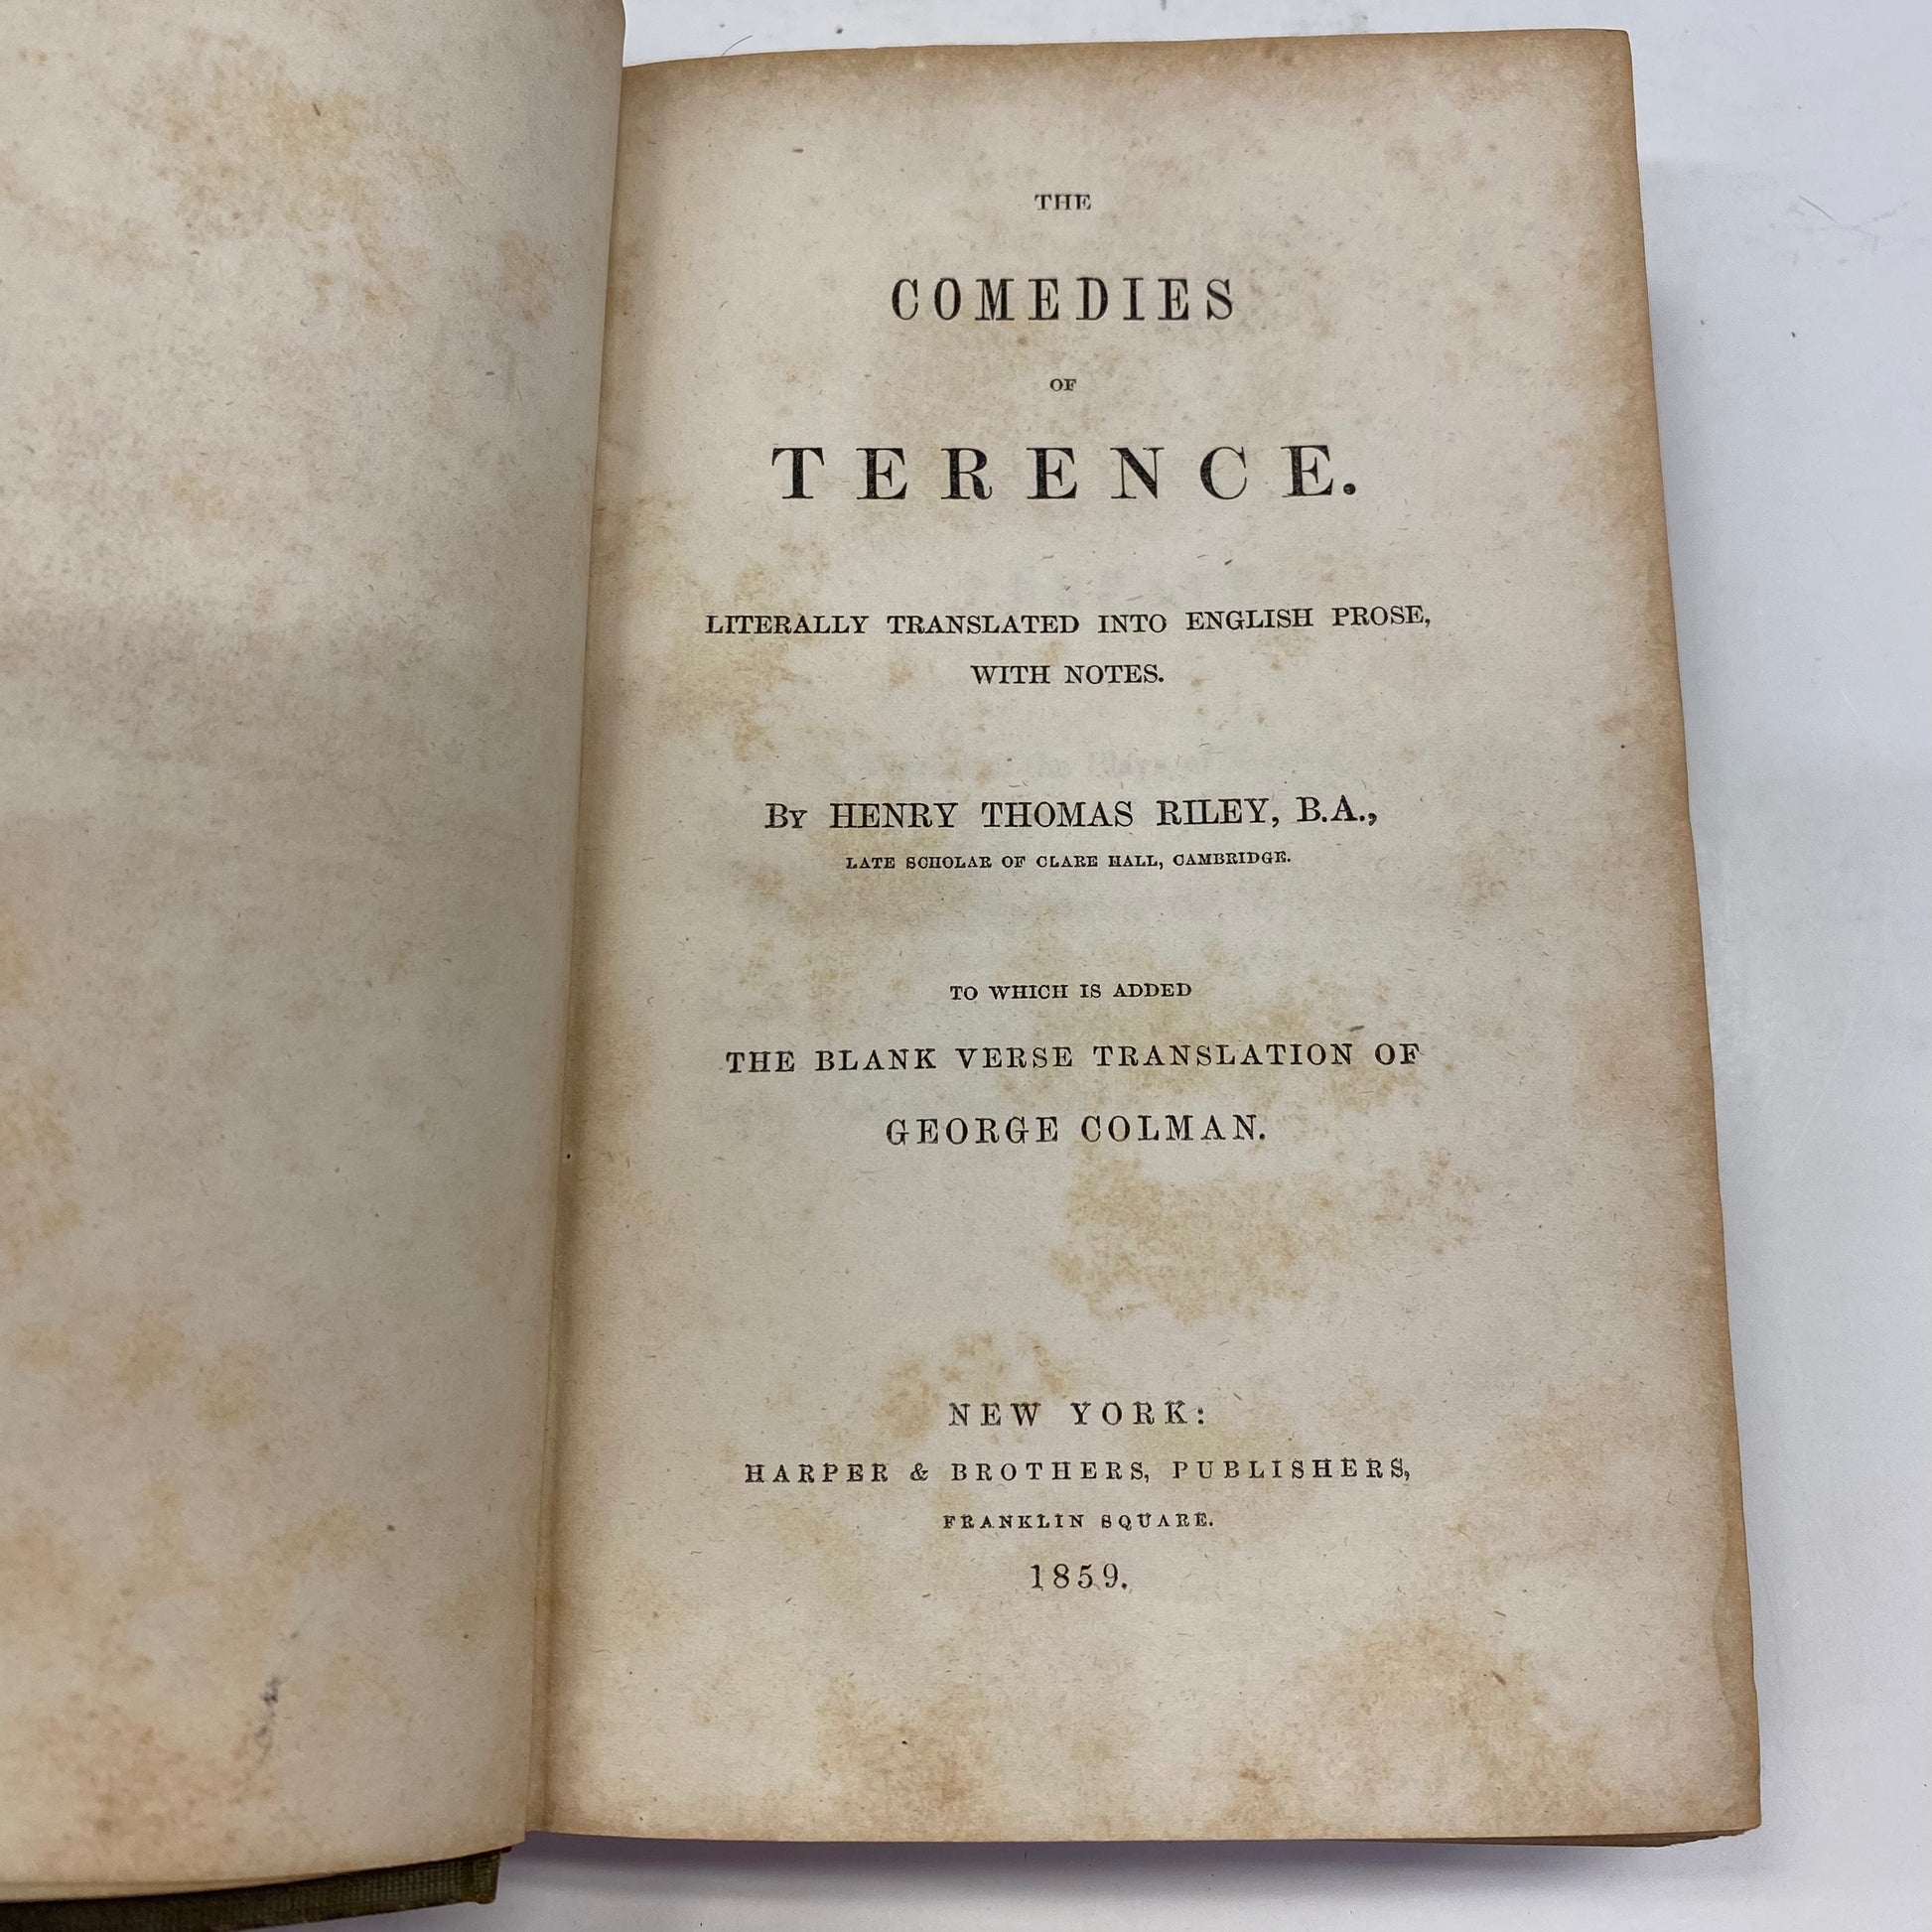 THE
COMEDIES
OF
TERENCE.
LITERALLY TRANSLATED INTO ENGLISH PROSE,
WITH NOTES.
By HENRY THOMAS RILEY, B.A.,
LATE SCHOLAR OF CLARE HALL, CAMBRIDGE.
TO WHICH IS ADDED
THE BLANK VERSE TRANSLATION OF
GEORGE COLMAN.
NEW YORK:
HARPER & BROTHERS, PUBLISHERS,
FRANKLIN SQUARE.
1859.